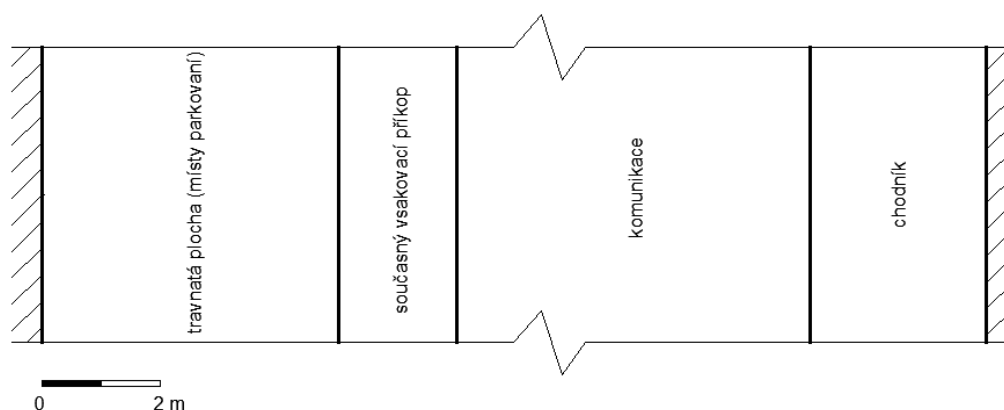 travnatá plocha (místy parkovaní)
současný vsakovací příkop
komunikace
chodník
0 2 m